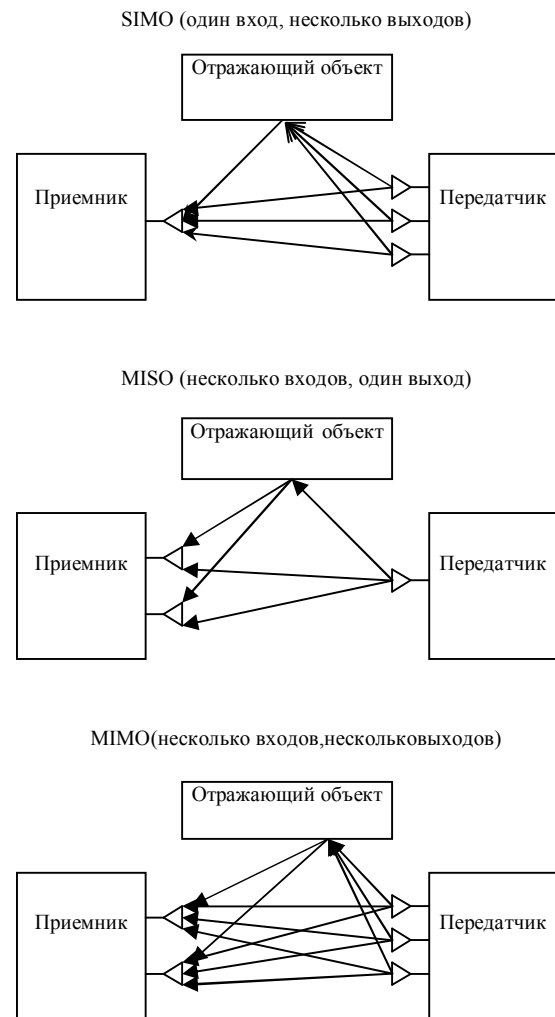 SIMO (один вход, несколько выходов)
Отражающий объект
Приемник
Передатчик
MISO (несколько входов, один выход)
Отражающий объект
Приемник
Передатчик
MIMO(несколько входов,нескольковыходов)
Отражающий объект
Приемник
Передатчик